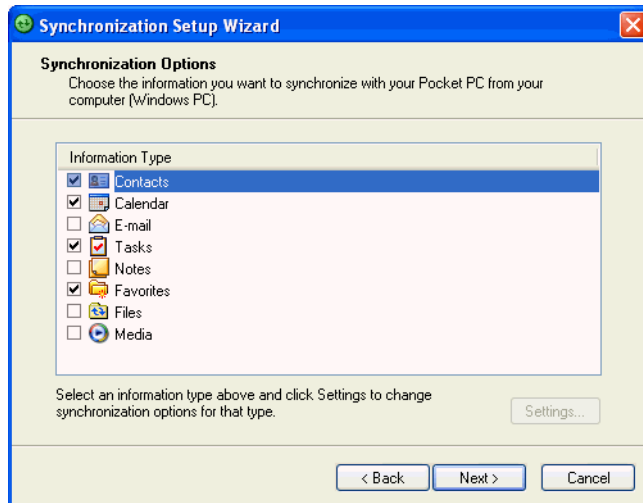 Synchronization Setup Wizard
Synchronization Options
Choose the information you want to synchronize with your Pocket PC from your
computer (Windows PC).
Information Type
Contacts
Calendar
E-mail
Tasks
Notes
Favorites
Files
Media
Select an information type above and click Settings to change
synchronization options for that type.
Settings...
< Back
Next >
Cancel